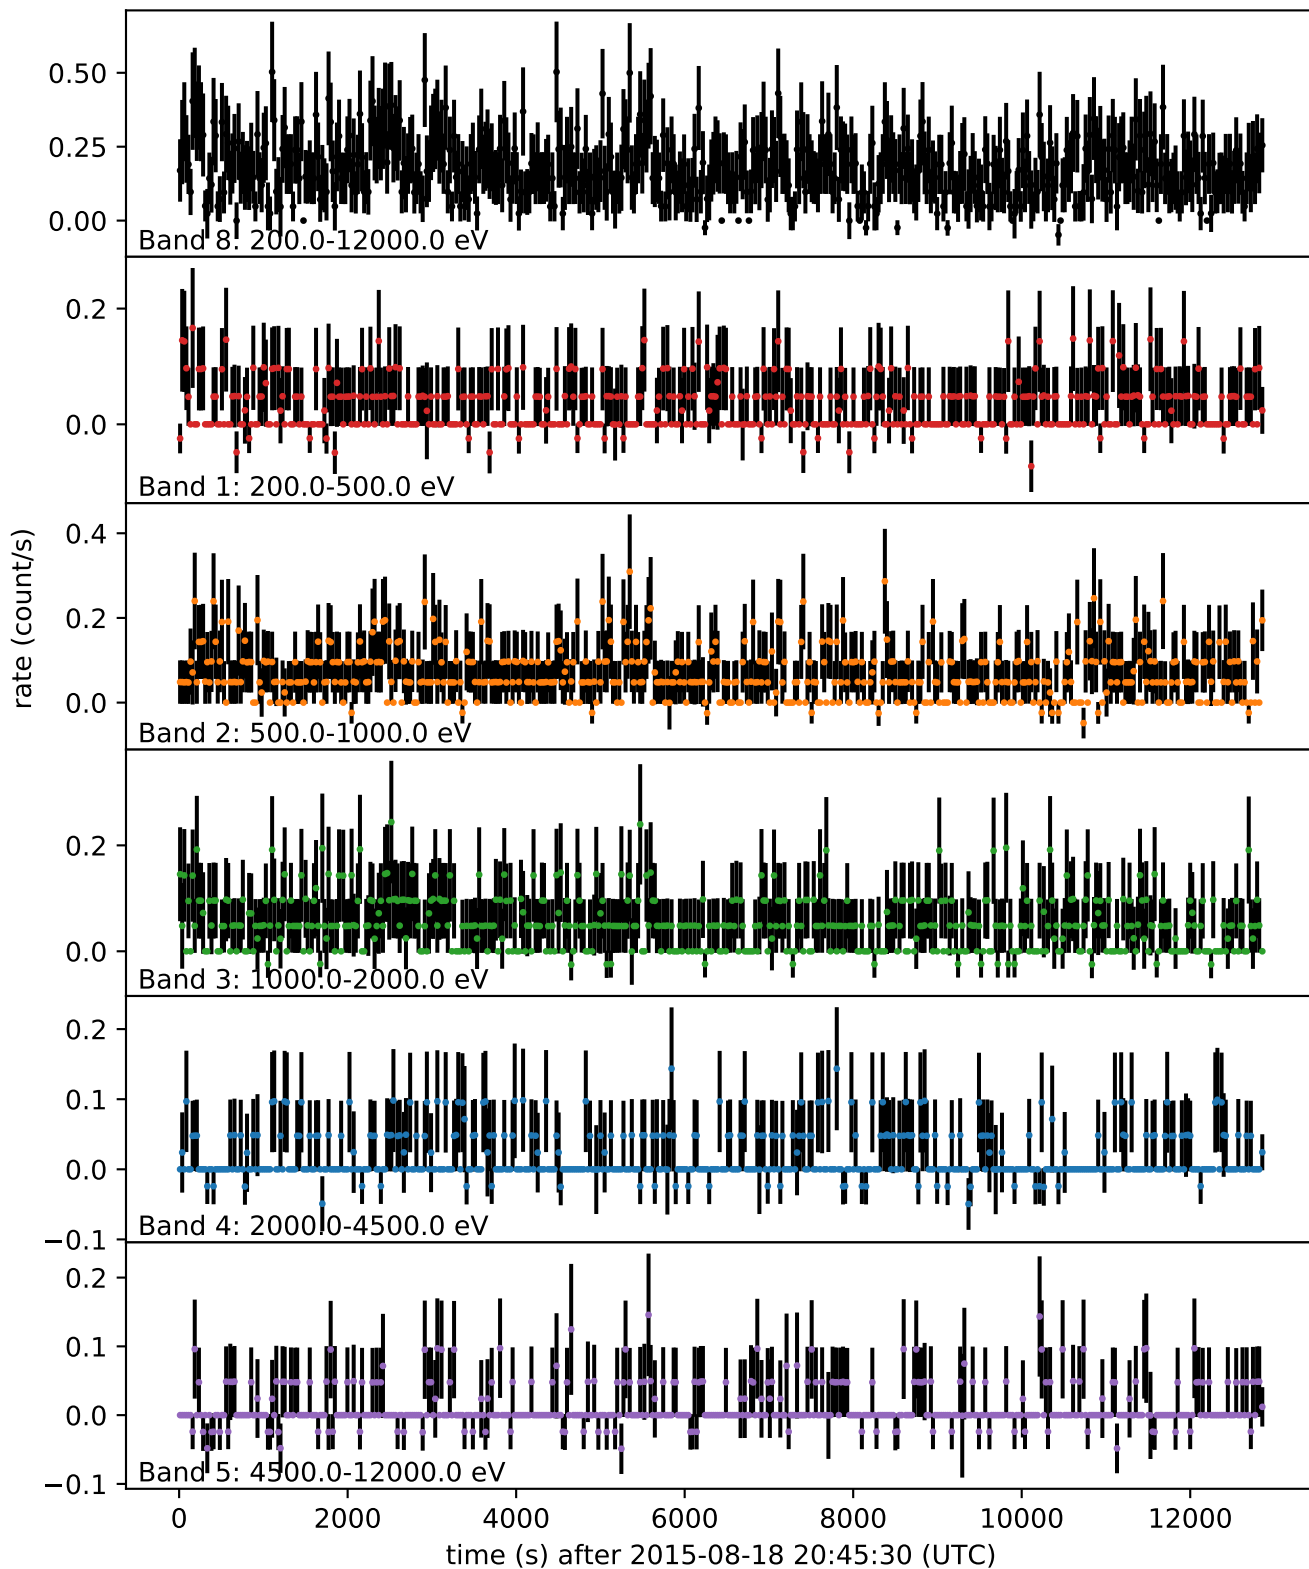 0.50
0.25
0.00
Band 8: 200.0-12000.0 eV
0.2
0.0
Band 1: 200.0-500.0 eV
0.4
0.2
0.0
Band 2: 500.0-1000.0 eV
rate (count/s)
0.2
0.0
Band 3: 1000.0-2000.0 eV
0.2
0.1
0.0
−0.1
Band 4: 2000.0-4500.0 eV
0.2
0.1
0.0
−0.1
Band 5: 4500.0-12000.0 eV
0 2000 4000 6000 8000 10000 12000
time (s) after 2015-08-18 20:45:30 (UTC)